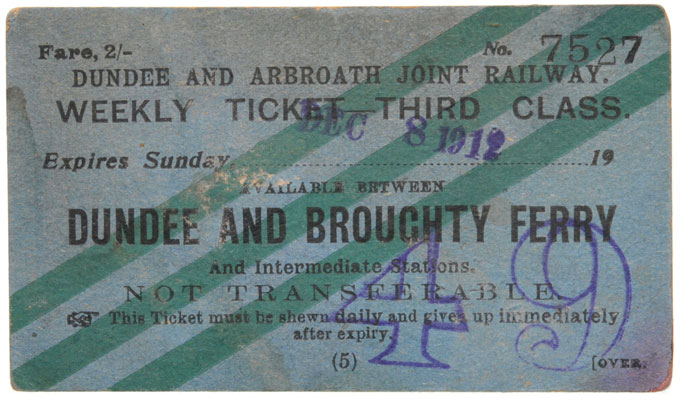 Fare, 2/- No. 7527
DUNDEE AND ARBROATH JOINT RAILWAY.
WEEKLY TICKET—THIRD CLASS.
DEC 8 1912
Expires Sunday 19
AVAILABLE BETWEEN
DUNDEE AND BROUGHTY FERRY
And Intermediate Stations.
NOT TRANSFERABLE.
This Ticket must be shewn daily and given up immediately
after expiry.
(5) [OVER.
49